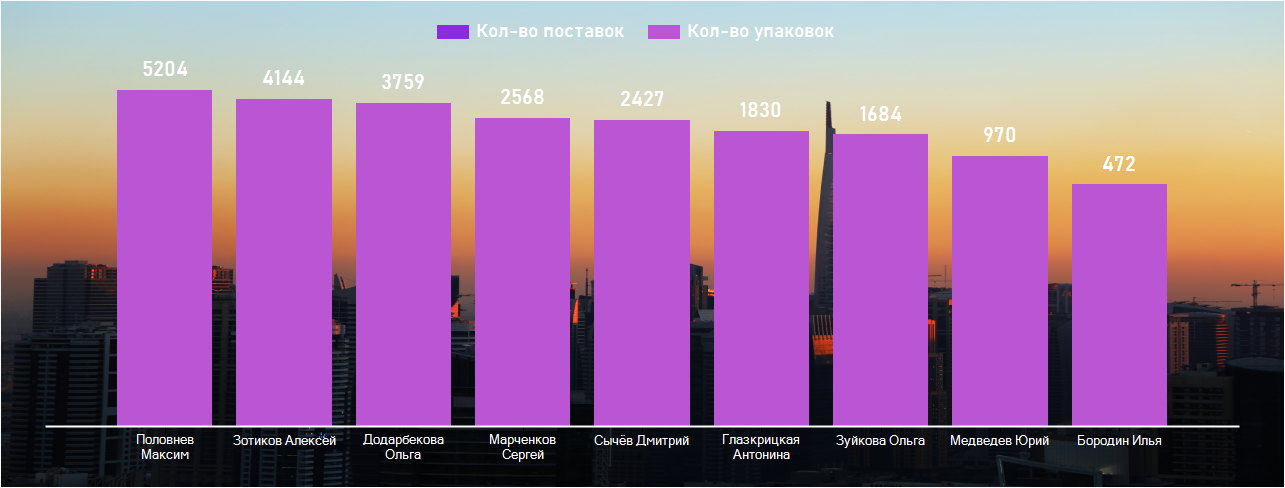 Кол-во поставок Кол-во упаковок
5204 4144 3759 2568 2427 1830 1684 970 472
Половнев Зотиков Алексей Додарбекова Марченков Сычёв Дмитрий Глазкрицкая Зуйкова Ольга Медведев Юрий Бородин Илья
Максим Ольга Сергей Антонина